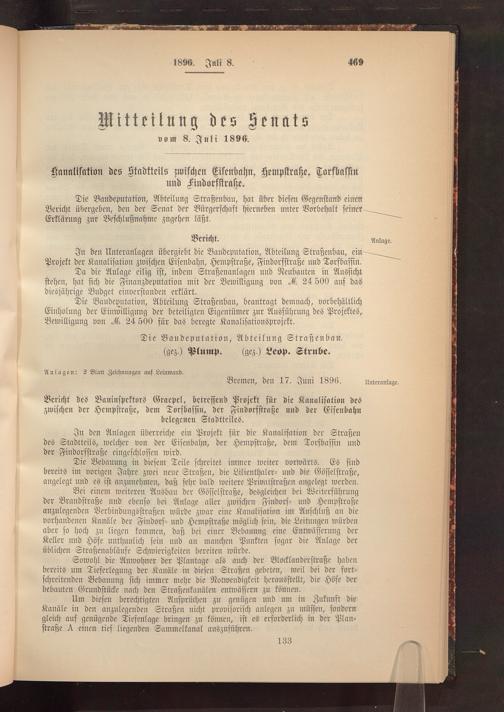 1896. Juli 8.
469
Mitteilung des Senats
vom 8. Juli 1896.
Kanalisation des Stadtteils zwischen Eisenbahn, Hempstraße, Torfbassin
und Findorfstraße.
Die Baudeputation, Abteilung Straßenbau, hat über diesen Gegenstand einen
Bericht übergeben, den der Senat der Bürgerschaft hierneben unter Vorbehalt seiner
Erklärung zur Beschlußnahme zugehen läßt.
Anlage.
Bericht.
In den Unteranlagen übergiebt die Baudeputation, Abteilung Straßenbau, ein
Projekt der Kanalisation zwischen Eisenbahn, Hempstraße, Findorfstraße und Torfbassin.
Da die Anlage eilig ist, indem Straßenanlagen und Neubauten in Aussicht
stehen, hat sich die Finanzdeputation mit der Bewilligung von M. 24 500 auf das
diesjährige Budget einverstanden erklärt.
Die Baudeputation, Abteilung Straßenbau, beantragt demnach, vorbehältlich
Einholung der Einwilligung der beteiligten Eigentümer zur Ausführung des Projektes,
Bewilligung von M. 24 500 für das beregte Kanalisationsprojekt.
Die Baudeputation, Abteilung Straßenbau.
(gez.) Plump. (gez.) Leop. Strube.
Anlagen: 2 Blatt Zeichnungen auf Leinwand.
Bremen, den 17. Juni 1896.
Unteranlage.
Bericht des Bauinspektors Graepel, betreffend Projekt für die Kanalisation des
zwischen der Hempstraße, dem Torfbassin, der Findorfstraße und der Eisenbahn
belegenen Stadtteiles.
In den Anlagen überreiche ein Projekt für die Kanalisation der Straßen
des Stadtteils, welcher von der Eisenbahn, der Hempstraße, dem Torfbassin und
der Findorfstraße eingeschlossen wird.
Die Bebauung in diesem Teile schreitet immer weiter vorwärts. Es sind
bereits im vorigen Jahre zwei neue Straßen, die Lilienthaler- und die Gösselstraße,
angelegt und es ist anzunehmen, daß sehr bald weitere Privatstraßen angelegt werden.
Bei einem weiteren Ausbau der Gösselstraße, desgleichen bei Weiterführung
der Brandstraße und ebenso bei Anlage aller zwischen Findorf- und Hempstraße
anzulegenden Verbindungsstraßen würde zwar eine Kanalisation im Anschluß an die
vorhandenen Kanäle der Findorf- und Hempstraße möglich sein, die Leitungen würden
aber so hoch zu liegen kommen, daß bei einer Bebauung eine Entwässerung der
Keller und Höfe unthunlich sein und an manchen Punkten sogar die Anlage der
üblichen Straßenabläufe Schwierigkeiten bereiten würde.
Sowohl die Anwohner der Plantage als auch der Blocklanderstraße haben
bereits um Tieferlegung der Kanäle in diesen Straßen gebeten, weil bei der fort-
schreitenden Bebauung sich immer mehr die Notwendigkeit herausstellt, die Höfe der
bebauten Grundstücke nach den Straßenkanälen entwässern zu können.
Um diesen berechtigten Ansprüchen zu genügen und um in Zukunft die
Kanäle in den anzulegenden Straßen nicht provisorisch anlegen zu müssen, sondern
gleich auf genügende Tiefenlage bringen zu können, ist es erforderlich in der Plan-
straße A einen tief liegenden Sammelkanal auszuführen.
133